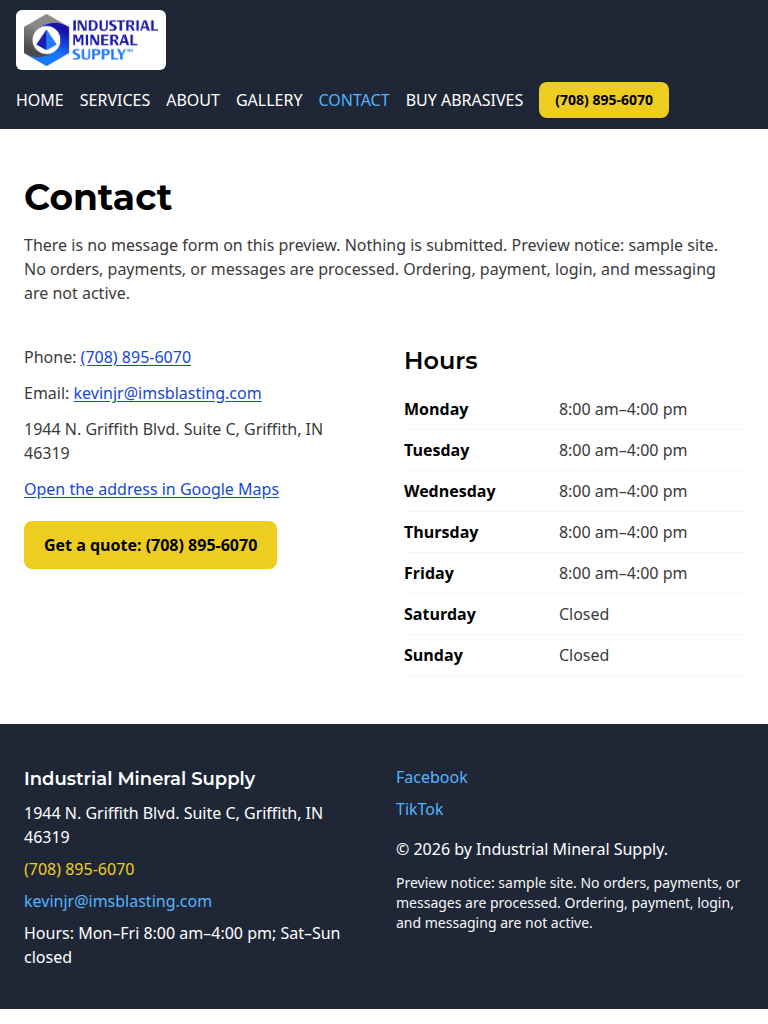 INDUSTRIAL
MINERAL
SUPPLY™
HOME SERVICES ABOUT GALLERY CONTACT BUY ABRASIVES (708) 895-6070
Contact
There is no message form on this preview. Nothing is submitted. Preview notice: sample site.
No orders, payments, or messages are processed. Ordering, payment, login, and messaging
are not active.
Phone: (708) 895-6070
Email: kevinjr@imsblasting.com
1944 N. Griffith Blvd. Suite C, Griffith, IN
46319
Open the address in Google Maps
Get a quote: (708) 895-6070
Hours
Monday 8:00 am–4:00 pm
Tuesday 8:00 am–4:00 pm
Wednesday 8:00 am–4:00 pm
Thursday 8:00 am–4:00 pm
Friday 8:00 am–4:00 pm
Saturday Closed
Sunday Closed
Industrial Mineral Supply
1944 N. Griffith Blvd. Suite C, Griffith, IN
46319
(708) 895-6070
kevinjr@imsblasting.com
Hours: Mon–Fri 8:00 am–4:00 pm; Sat–Sun
closed
Facebook
TikTok
© 2026 by Industrial Mineral Supply.
Preview notice: sample site. No orders, payments, or
messages are processed. Ordering, payment, login,
and messaging are not active.